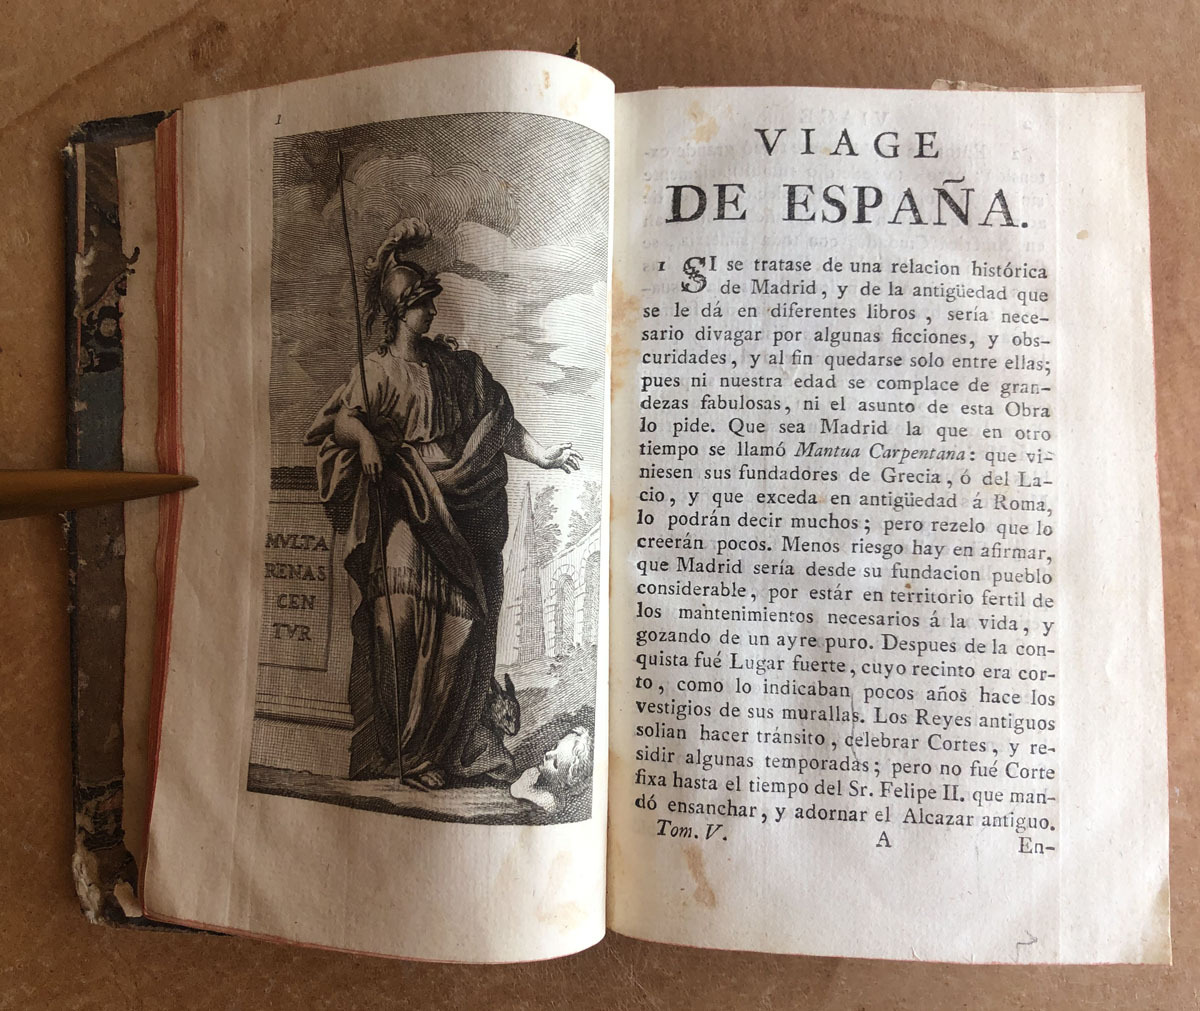 1
MVLTA
RENAS
CEN
TVR
VIAGE
DE ESPAÑA.
1 SI se tratase de una relacion histórica
de Madrid, y de la antigüedad que
se le dá en diferentes libros, sería nece-
sario divagar por algunas ficciones, y obs-
curidades, y al fin quedarse solo entre ellas;
pues ni nuestra edad se complace de gran-
dezas fabulosas, ni el asunto de esta Obra
lo pide. Que sea Madrid la que en otro
tiempo se llamó Mantua Carpentana: que vi-
niesen sus fundadores de Grecia, ó del La-
cio, y que exceda en antigüedad á Roma,
lo podrán decir muchos; pero rezelo que lo
creerán pocos. Menos riesgo hay en afirmar,
que Madrid sería desde su fundacion pueblo
considerable, por estár en territorio fertil de
los mantenimientos necesarios á la vida, y
gozando de un ayre puro. Despues de la con-
quista fué Lugar fuerte, cuyo recinto era cor-
to, como lo indicaban pocos años hace los
vestigios de sus murallas. Los Reyes antiguos
solian hacer tránsito, celebrar Cortes, y re-
sidir algunas temporadas; pero no fué Corte
fixa hasta el tiempo del Sr. Felipe II. que man-
dó ensanchar, y adornar el Alcazar antiguo.
Tom. V. A En-